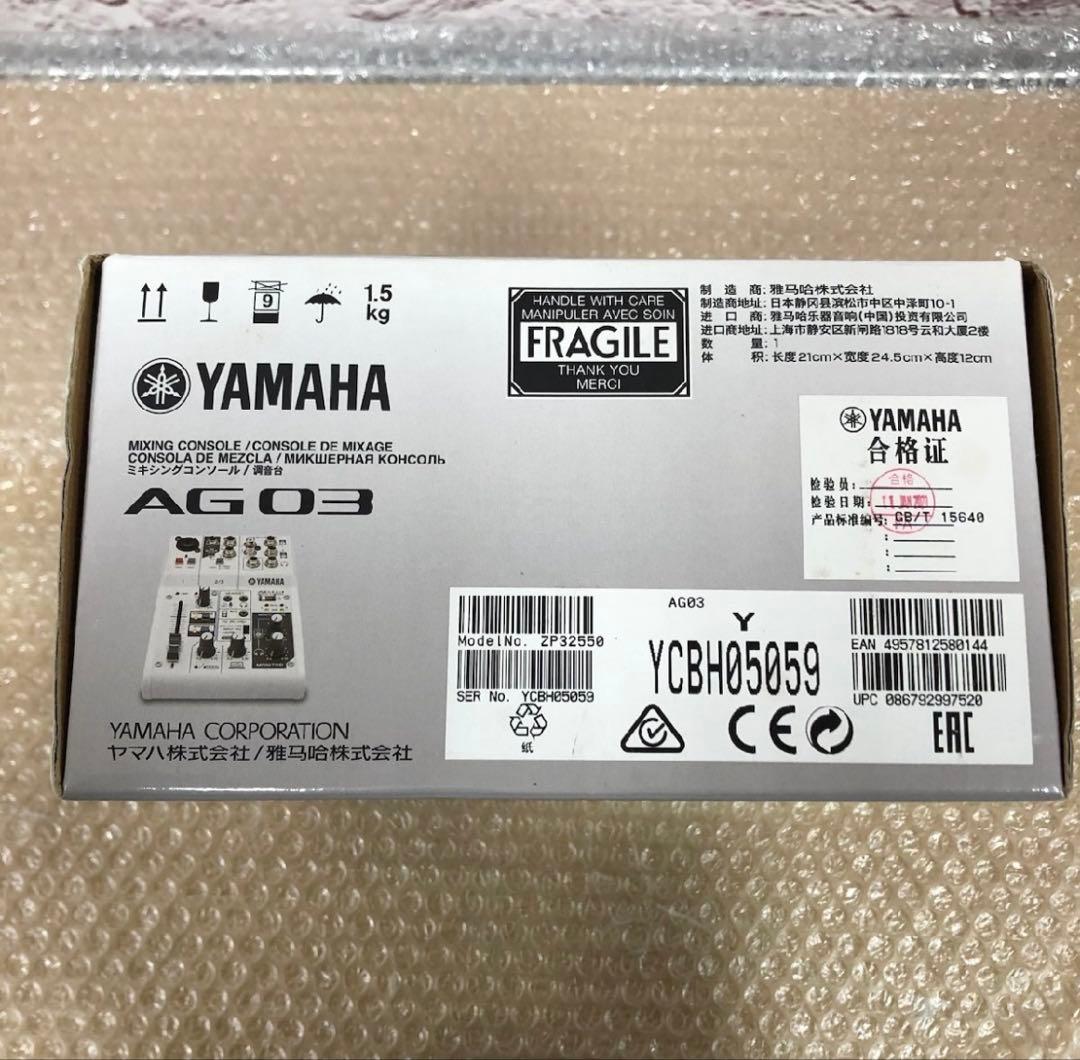 9
1.5
kg
YAMAHA
MIXING CONSOLE / CONSOLE DE MIXAGE
CONSOLA DE MEZCLA / МИКШЕРНАЯ КОНСОЛЬ
ミキシングコンソール / 调音台
AG 03
YAMAHA
YAMAHA CORPORATION
ヤマハ株式会社/雅马哈株式会社
HANDLE WITH CARE
MANIPULER AVEC SOIN
FRAGILE
THANK YOU
MERCI
制 造 商: 雅马哈株式会社
制造商地址: 日本静冈县滨松市中区中泽町10-1
进 口 商: 雅马哈乐器音响(中国)投资有限公司
进口商地址: 上海市静安区新闸路1818号云和大厦2楼
数 量: 1
体 积: 长度21cm×宽度24.5cm×高度12cm
YAMAHA
合格证
检验员:
合格
检验日期:
产品标准编号: GB/T 15640
AG03
Y
YCBH05059
ModelNo. ZP32550
SER No. YCBH05059
EAN 4957812580144
UPC 086792997520
纸
CE
EAC